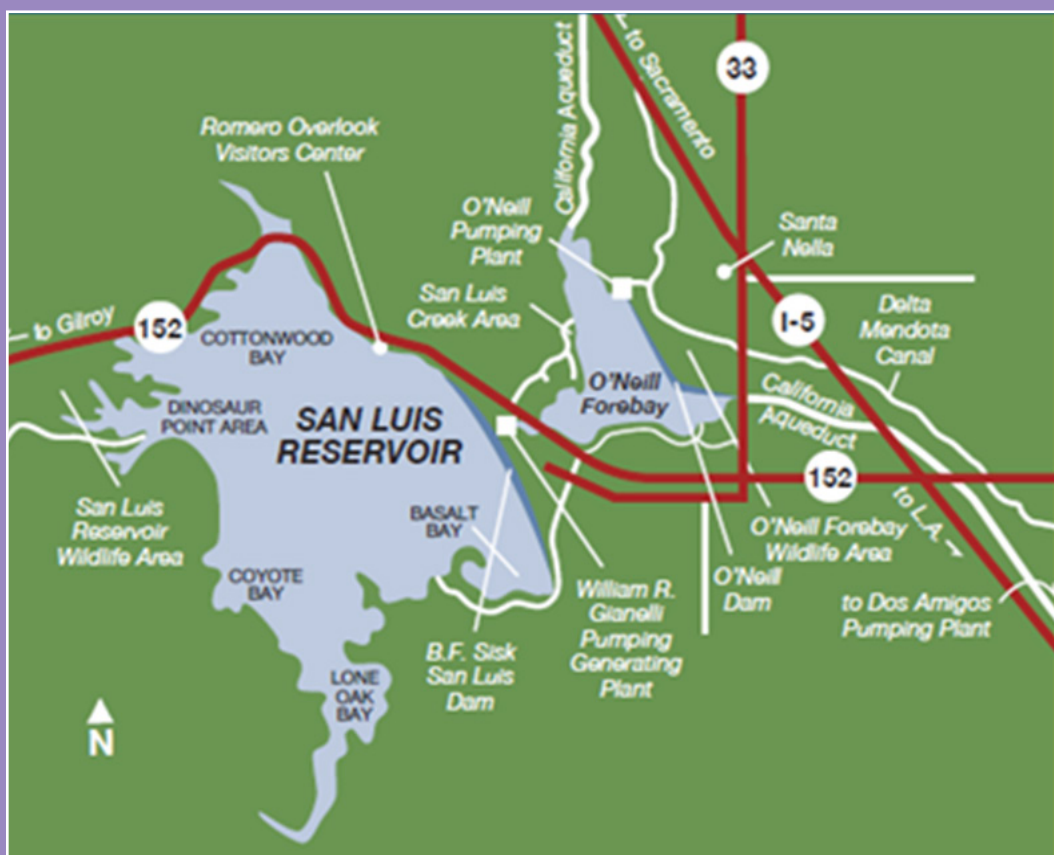 California Aqueduct
to Sacramento
33
Romero Overlook
Visitors Center
O'Neill
Pumping
Plant
Santa
Nella
San Luis
Creek Area
to Gilroy
152
COTTONWOOD
BAY
I-5
Delta
Mendota
Canal
DINOSAUR
POINT AREA
SAN LUIS
RESERVOIR
O'Neill
Forebay
California
Aqueduct
152
San Luis
Reservoir
Wildlife Area
BASALT
BAY
to L.A.
O'Neill Forebay
Wildlife Area
COYOTE
BAY
William R.
Gianelli
Pumping
Generating
Plant
O'Neill
Dam
to Dos Amigos
Pumping Plant
B.F. Sisk
San Luis
Dam
LONE
OAK
BAY
N